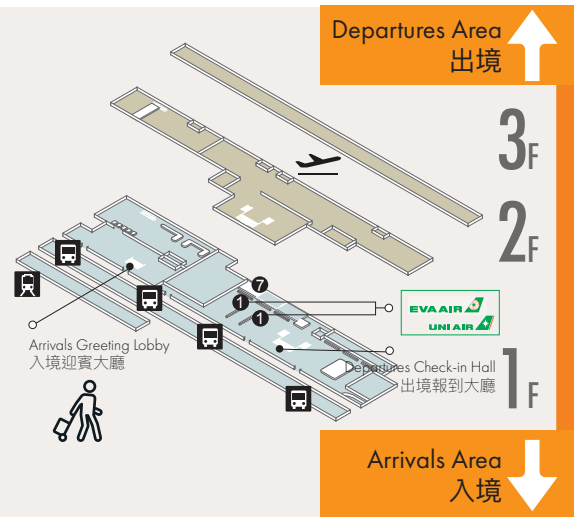 Departures Area
出境
3F
2F
7
1
1
EVA AIR
UNI AIR
Arrivals Greeting Lobby
入境迎賓大廳
Departures Check-in Hall
出境報到大廳
1F
Arrivals Area
入境